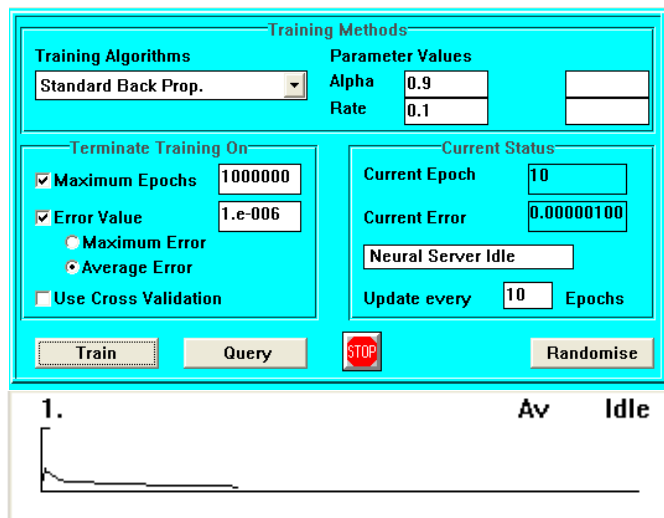 Training Methods
Training Algorithms
Parameter Values
Standard Back Prop.
Alpha 0.9
Rate 0.1
Terminate Training On
Maximum Epochs 1000000
Error Value 1.e-006
Maximum Error
Average Error
Use Cross Validation
Current Status
Current Epoch 10
Current Error 0.00000100
Neural Server Idle
Update every 10 Epochs
Train Query STOP Randomise
1. Av Idle